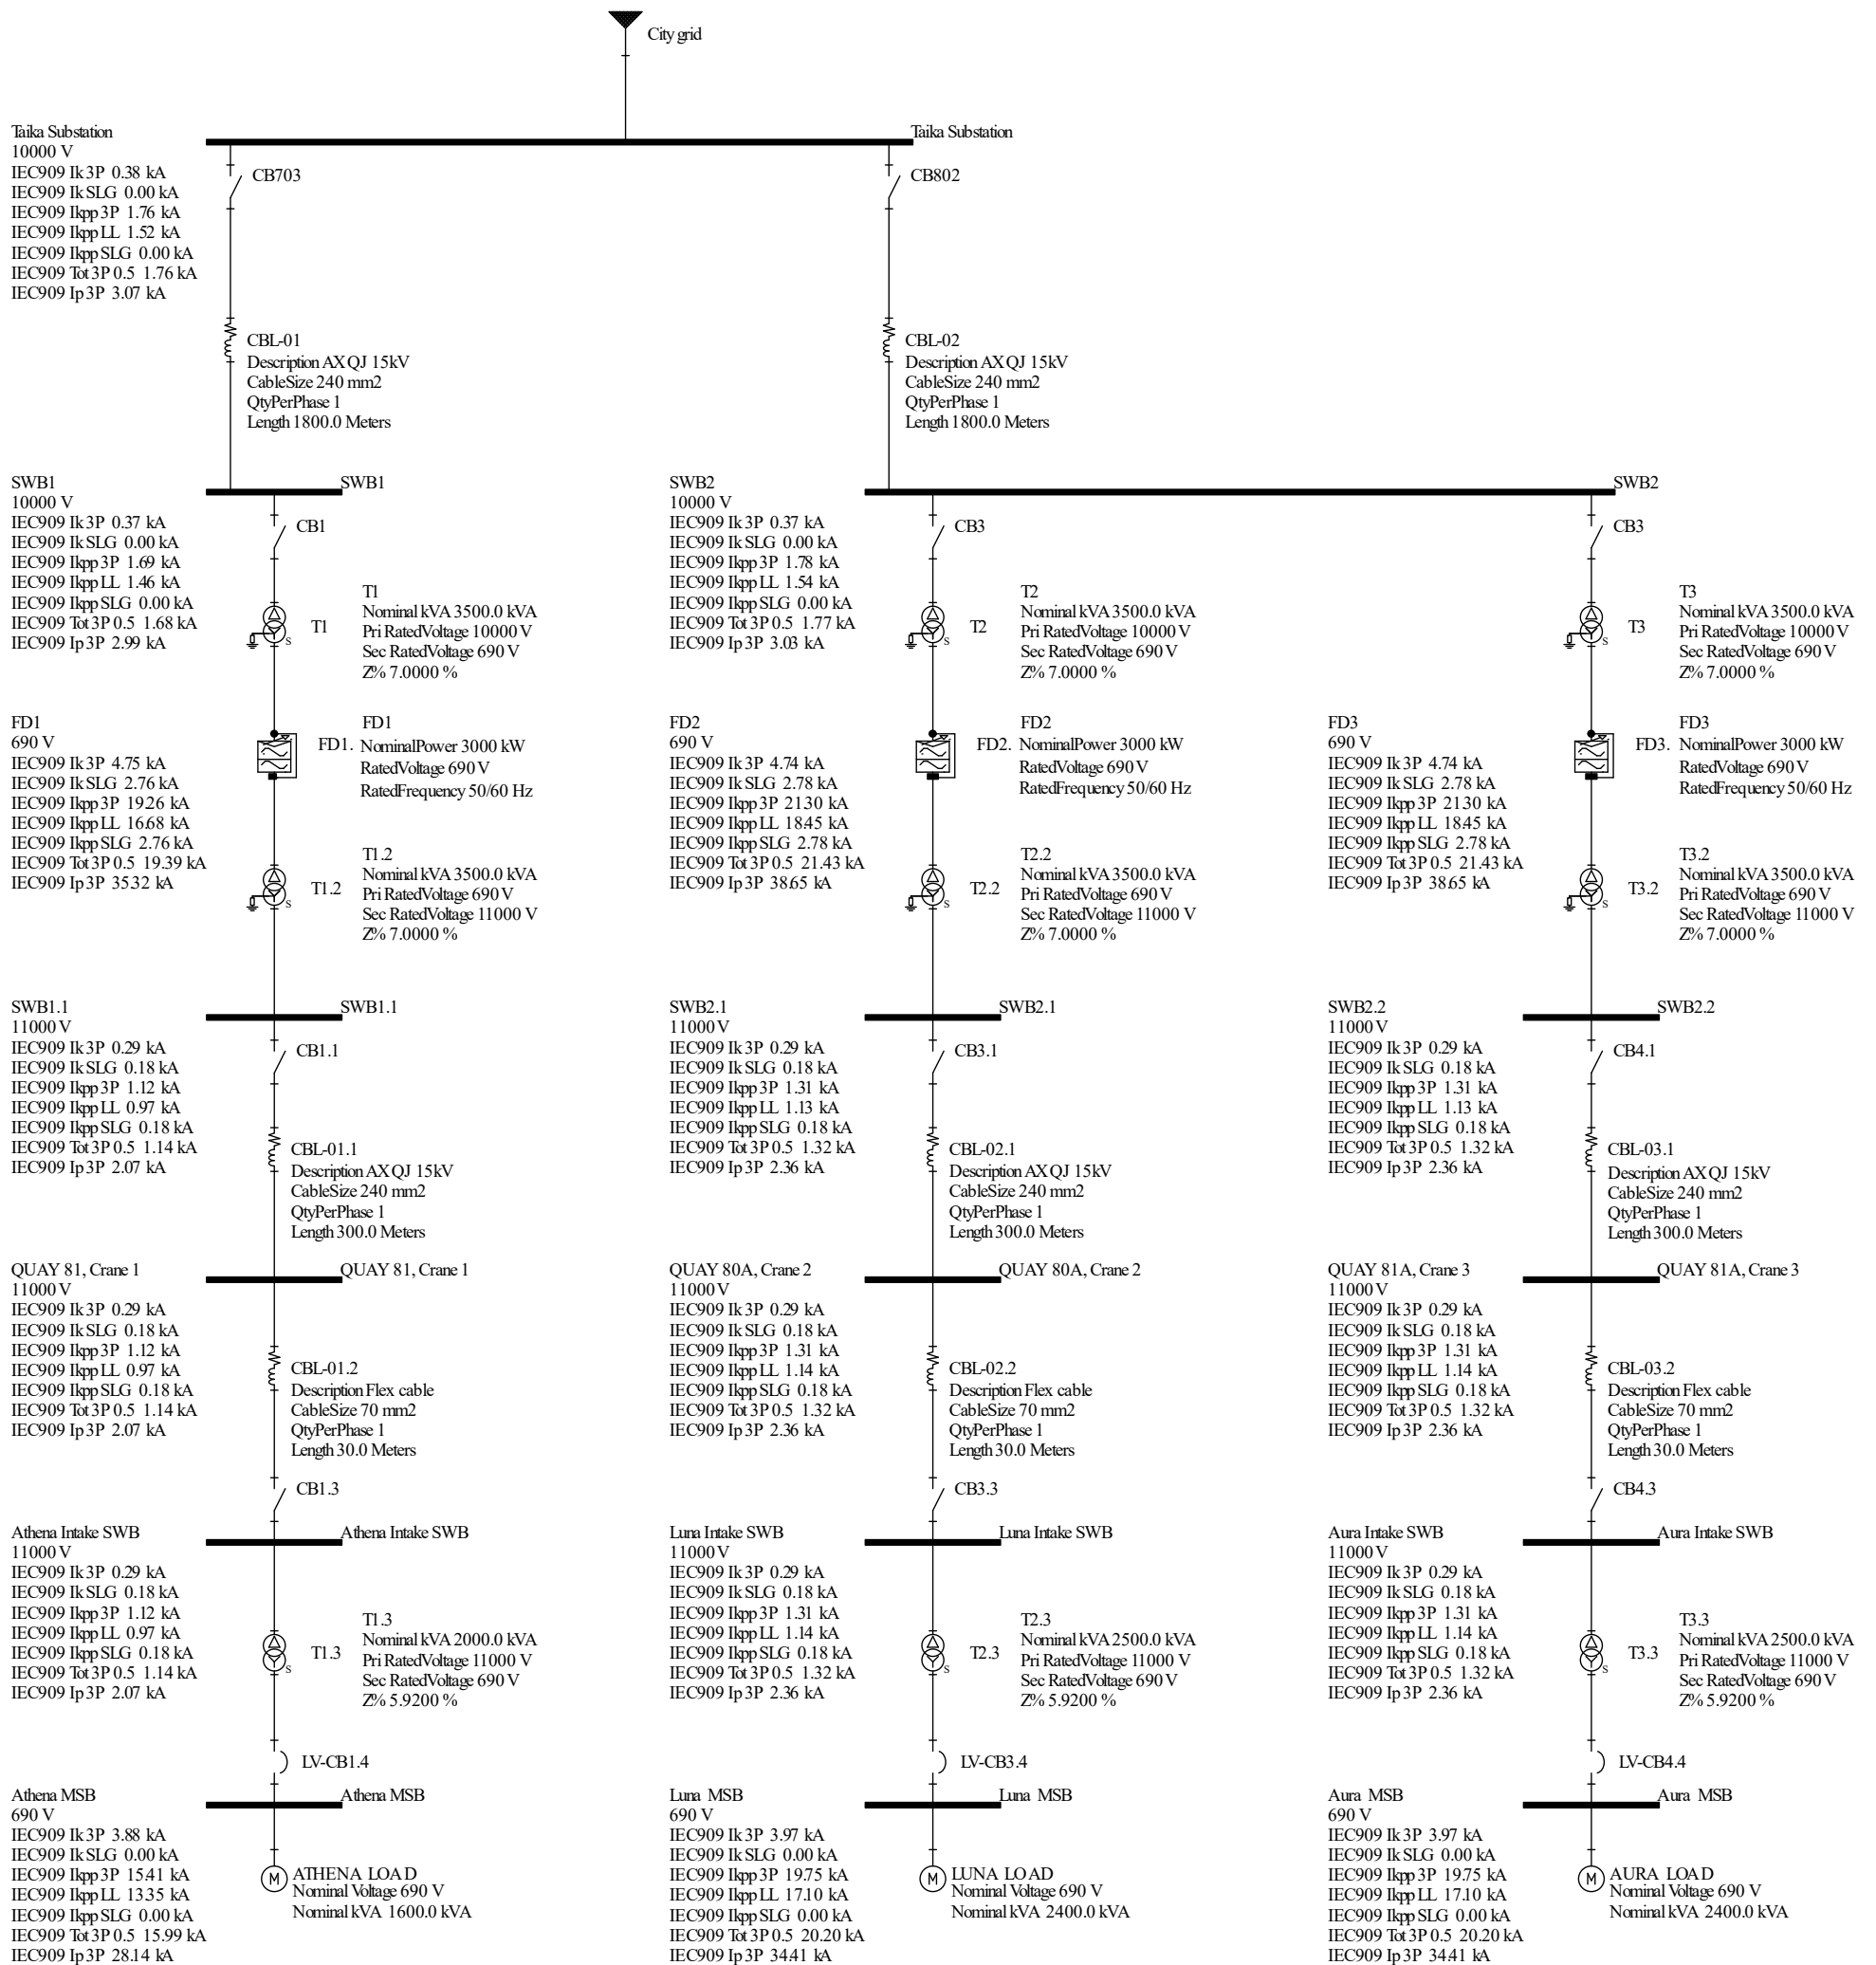 City grid
Taika Substation
10000 V
IEC909 Ik3P 0.38 kA
IEC909 Ik SLG 0.00 kA
IEC909 Ikpp 3P 1.76 kA
IEC909 Ikpp LL 1.52 kA
IEC909 Ikpp SLG 0.00 kA
IEC909 Tot 3P 0.5 1.76 kA
IEC909 Ip 3P 3.07 kA
Taika Substation
CB703
CB802
CBL-01
Description AXQJ 15kV
CableSize 240 mm2
QtyPerPhase 1
Length 1800.0 Meters
CBL-02
Description AXQJ 15kV
CableSize 240 mm2
QtyPerPhase 1
Length 1800.0 Meters
SWB1
10000 V
IEC909 Ik3P 0.37 kA
IEC909 Ik SLG 0.00 kA
IEC909 Ikpp 3P 1.69 kA
IEC909 Ikpp LL 1.46 kA
IEC909 Ikpp SLG 0.00 kA
IEC909 Tot 3P 0.5 1.68 kA
IEC909 Ip 3P 2.99 kA
SWB1
CB1
T1
T1
Nominal kVA 3500.0 kVA
Pri RatedVoltage 10000 V
Sec RatedVoltage 690 V
Z% 7.0000 %
S
SWB2
10000 V
IEC909 Ik3P 0.37 kA
IEC909 Ik SLG 0.00 kA
IEC909 Ikpp 3P 1.78 kA
IEC909 Ikpp LL 1.54 kA
IEC909 Ikpp SLG 0.00 kA
IEC909 Tot 3P 0.5 1.77 kA
IEC909 Ip 3P 3.03 kA
SWB2
CB3
T2
T2
Nominal kVA 3500.0 kVA
Pri RatedVoltage 10000 V
Sec RatedVoltage 690 V
Z% 7.0000 %
S
CB3
T3
T3
Nominal kVA 3500.0 kVA
Pri RatedVoltage 10000 V
Sec RatedVoltage 690 V
Z% 7.0000 %
S
FD1
690 V
IEC909 Ik3P 4.75 kA
IEC909 Ik SLG 2.76 kA
IEC909 Ikpp 3P 1926 kA
IEC909 Ikpp LL 1668 kA
IEC909 Ikpp SLG 2.76 kA
IEC909 Tot 3P 0.5 19.39 kA
IEC909 Ip 3P 3532 kA
FD1.
FD1
NominalPower 3000 kW
RatedVoltage 690 V
RatedFrequency 50/60 Hz
T1.2
T1.2
Nominal kVA 3500.0 kVA
Pri RatedVoltage 690 V
Sec RatedVoltage 11000 V
Z% 7.0000 %
S
FD2
690 V
IEC909 Ik3P 4.74 kA
IEC909 Ik SLG 2.78 kA
IEC909 Ikpp 3P 2130 kA
IEC909 Ikpp LL 1845 kA
IEC909 Ikpp SLG 2.78 kA
IEC909 Tot 3P 0.5 21.43 kA
IEC909 Ip 3P 3865 kA
FD2.
FD2
NominalPower 3000 kW
RatedVoltage 690 V
RatedFrequency 50/60 Hz
T2.2
T2.2
Nominal kVA 3500.0 kVA
Pri RatedVoltage 690 V
Sec RatedVoltage 11000 V
Z% 7.0000 %
S
FD3
690 V
IEC909 Ik3P 4.74 kA
IEC909 Ik SLG 2.78 kA
IEC909 Ikpp 3P 2130 kA
IEC909 Ikpp LL 1845 kA
IEC909 Ikpp SLG 2.78 kA
IEC909 Tot 3P 0.5 21.43 kA
IEC909 Ip 3P 3865 kA
FD3.
FD3
NominalPower 3000 kW
RatedVoltage 690 V
RatedFrequency 50/60 Hz
T3.2
T3.2
Nominal kVA 3500.0 kVA
Pri RatedVoltage 690 V
Sec RatedVoltage 11000 V
Z% 7.0000 %
S
SWB1.1
11000 V
IEC909 Ik3P 0.29 kA
IEC909 Ik SLG 0.18 kA
IEC909 Ikpp 3P 1.12 kA
IEC909 Ikpp LL 0.97 kA
IEC909 Ikpp SLG 0.18 kA
IEC909 Tot 3P 0.5 1.14 kA
IEC909 Ip 3P 2.07 kA
SWB1.1
CB1.1
CBL-01.1
Description AXQJ 15kV
CableSize 240 mm2
QtyPerPhase 1
Length 300.0 Meters
SWB2.1
11000 V
IEC909 Ik3P 0.29 kA
IEC909 Ik SLG 0.18 kA
IEC909 Ikpp 3P 1.31 kA
IEC909 Ikpp LL 1.13 kA
IEC909 Ikpp SLG 0.18 kA
IEC909 Tot 3P 0.5 1.32 kA
IEC909 Ip 3P 2.36 kA
SWB2.1
CB3.1
CBL-02.1
Description AXQJ 15kV
CableSize 240 mm2
QtyPerPhase 1
Length 300.0 Meters
SWB2.2
11000 V
IEC909 Ik3P 0.29 kA
IEC909 Ik SLG 0.18 kA
IEC909 Ikpp 3P 1.31 kA
IEC909 Ikpp LL 1.13 kA
IEC909 Ikpp SLG 0.18 kA
IEC909 Tot 3P 0.5 1.32 kA
IEC909 Ip 3P 2.36 kA
SWB2.2
CB4.1
CBL-03.1
Description AXQJ 15kV
CableSize 240 mm2
QtyPerPhase 1
Length 300.0 Meters
QUAY 81, Crane 1
11000 V
IEC909 Ik3P 0.29 kA
IEC909 Ik SLG 0.18 kA
IEC909 Ikpp 3P 1.12 kA
IEC909 Ikpp LL 0.97 kA
IEC909 Ikpp SLG 0.18 kA
IEC909 Tot 3P 0.5 1.14 kA
IEC909 Ip 3P 2.07 kA
QUAY 81, Crane 1
CBL-01.2
Description Flex cable
CableSize 70 mm2
QtyPerPhase 1
Length 30.0 Meters
CB1.3
QUAY 80A, Crane 2
11000 V
IEC909 Ik3P 0.29 kA
IEC909 Ik SLG 0.18 kA
IEC909 Ikpp 3P 1.31 kA
IEC909 Ikpp LL 1.14 kA
IEC909 Ikpp SLG 0.18 kA
IEC909 Tot 3P 0.5 1.32 kA
IEC909 Ip 3P 2.36 kA
QUAY 80A, Crane 2
CBL-02.2
Description Flex cable
CableSize 70 mm2
QtyPerPhase 1
Length 30.0 Meters
CB3.3
QUAY 81A, Crane 3
11000 V
IEC909 Ik3P 0.29 kA
IEC909 Ik SLG 0.18 kA
IEC909 Ikpp 3P 1.31 kA
IEC909 Ikpp LL 1.14 kA
IEC909 Ikpp SLG 0.18 kA
IEC909 Tot 3P 0.5 1.32 kA
IEC909 Ip 3P 2.36 kA
QUAY 81A, Crane 3
CBL-03.2
Description Flex cable
CableSize 70 mm2
QtyPerPhase 1
Length 30.0 Meters
CB4.3
Athena Intake SWB
11000 V
IEC909 Ik3P 0.29 kA
IEC909 Ik SLG 0.18 kA
IEC909 Ikpp 3P 1.12 kA
IEC909 Ikpp LL 0.97 kA
IEC909 Ikpp SLG 0.18 kA
IEC909 Tot 3P 0.5 1.14 kA
IEC909 Ip 3P 2.07 kA
Athena Intake SWB
T1.3
T1.3
Nominal kVA 2000.0 kVA
Pri RatedVoltage 11000 V
Sec RatedVoltage 690 V
Z% 5.9200 %
S
LV-CB1.4
Luna Intake SWB
11000 V
IEC909 Ik3P 0.29 kA
IEC909 Ik SLG 0.18 kA
IEC909 Ikpp 3P 1.31 kA
IEC909 Ikpp LL 1.14 kA
IEC909 Ikpp SLG 0.18 kA
IEC909 Tot 3P 0.5 1.32 kA
IEC909 Ip 3P 2.36 kA
Luna Intake SWB
T2.3
T2.3
Nominal kVA 2500.0 kVA
Pri RatedVoltage 11000 V
Sec RatedVoltage 690 V
Z% 5.9200 %
S
LV-CB3.4
Aura Intake SWB
11000 V
IEC909 Ik3P 0.29 kA
IEC909 Ik SLG 0.18 kA
IEC909 Ikpp 3P 1.31 kA
IEC909 Ikpp LL 1.14 kA
IEC909 Ikpp SLG 0.18 kA
IEC909 Tot 3P 0.5 1.32 kA
IEC909 Ip 3P 2.36 kA
Aura Intake SWB
T3.3
T3.3
Nominal kVA 2500.0 kVA
Pri RatedVoltage 11000 V
Sec RatedVoltage 690 V
Z% 5.9200 %
S
LV-CB4.4
Athena MSB
690 V
IEC909 Ik3P 3.88 kA
IEC909 Ik SLG 0.00 kA
IEC909 Ikpp 3P 1541 kA
IEC909 Ikpp LL 1335 kA
IEC909 Ikpp SLG 0.00 kA
IEC909 Tot 3P 0.5 15.99 kA
IEC909 Ip 3P 28.14 kA
Athena MSB
M
ATHENA LOAD
Nominal Voltage 690 V
Nominal kVA 1600.0 kVA
Luna MSB
690 V
IEC909 Ik3P 3.97 kA
IEC909 Ik SLG 0.00 kA
IEC909 Ikpp 3P 19.75 kA
IEC909 Ikpp LL 17.10 kA
IEC909 Ikpp SLG 0.00 kA
IEC909 Tot 3P 0.5 20.20 kA
IEC909 Ip 3P 3441 kA
Luna MSB
M
LUNA LOAD
Nominal Voltage 690 V
Nominal kVA 2400.0 kVA
Aura MSB
690 V
IEC909 Ik3P 3.97 kA
IEC909 Ik SLG 0.00 kA
IEC909 Ikpp 3P 19.75 kA
IEC909 Ikpp LL 17.10 kA
IEC909 Ikpp SLG 0.00 kA
IEC909 Tot 3P 0.5 20.20 kA
IEC909 Ip 3P 3441 kA
Aura MSB
M
AURA LOAD
Nominal Voltage 690 V
Nominal kVA 2400.0 kVA